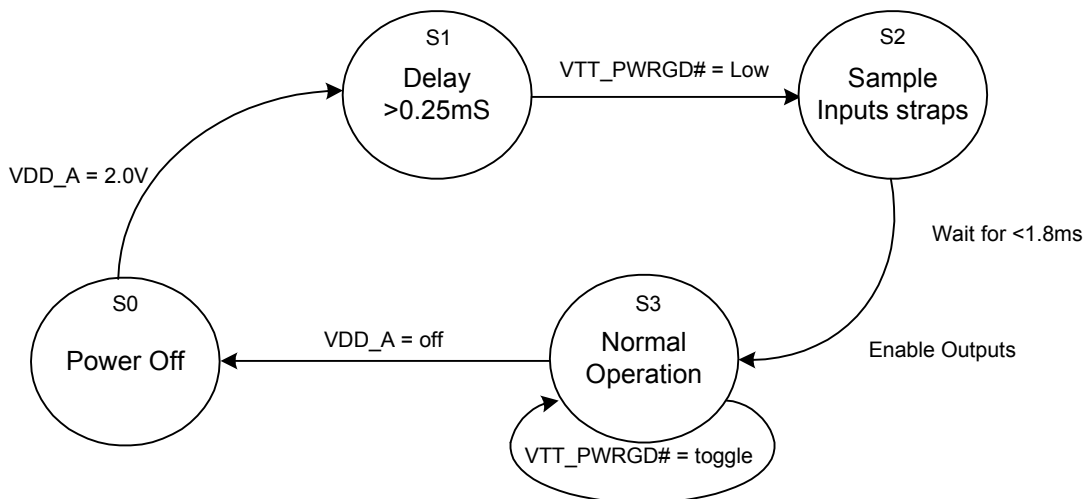 S1
Delay
>0.25mS
VTT_PWRGD# = Low
S2
Sample
Inputs straps
VDD_A = 2.0V
Wait for <1.8ms
S0
Power Off
VDD_A = off
S3
Normal
Operation
Enable Outputs
VTT_PWRGD# = toggle